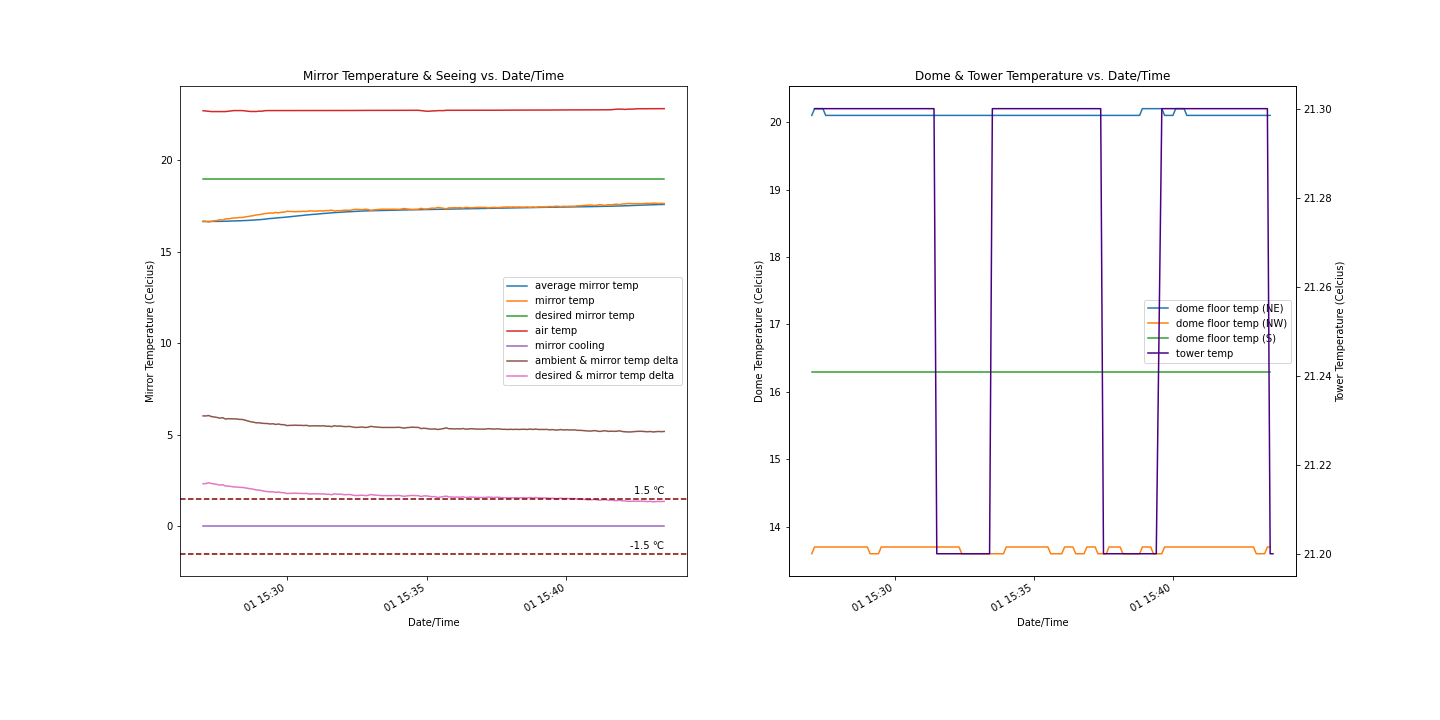 Mirror Temperature & Seeing vs. Date/Time
Mirror Temperature (Celcius)
20
15
10
5
0
average mirror temp
mirror temp
desired mirror temp
air temp
mirror cooling
ambient & mirror temp delta
desired & mirror temp delta
1.5 ℃
-1.5 ℃
01 15:30
01 15:35
01 15:40
Date/Time
Dome & Tower Temperature vs. Date/Time
Dome Temperature (Celcius)
20
19
18
17
16
15
14
dome floor temp (NE)
dome floor temp (NW)
dome floor temp (S)
tower temp
21.30
21.28
21.26
21.24
21.22
21.20
Tower Temperature (Celcius)
01 15:30
01 15:35
01 15:40
Date/Time